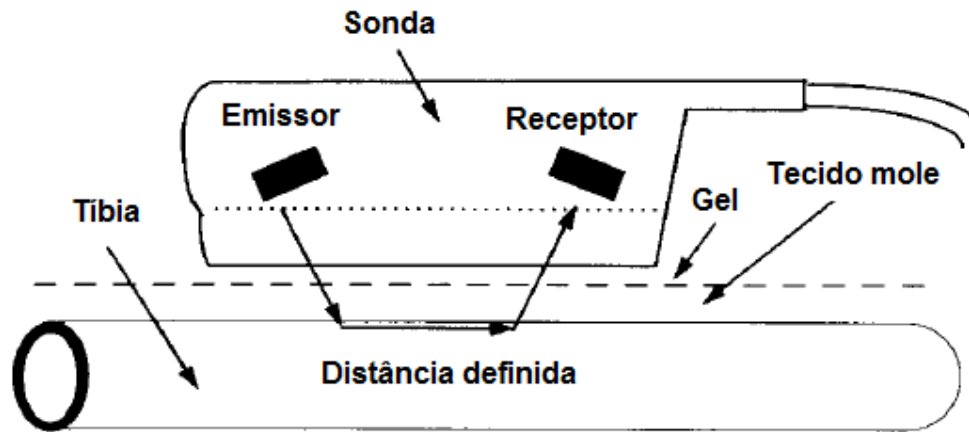 Sonda
Emissor
Receptor
Tecido mole
Tíbia
Gel
Distância definida